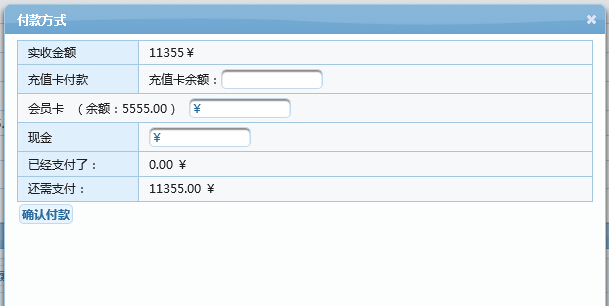 付款方式
实收金额 11355￥
充值卡付款 充值卡余额：
会员卡 （余额：5555.00） ￥
现金 ￥
已经支付了： 0.00 ￥
还需支付： 11355.00 ￥
确认付款